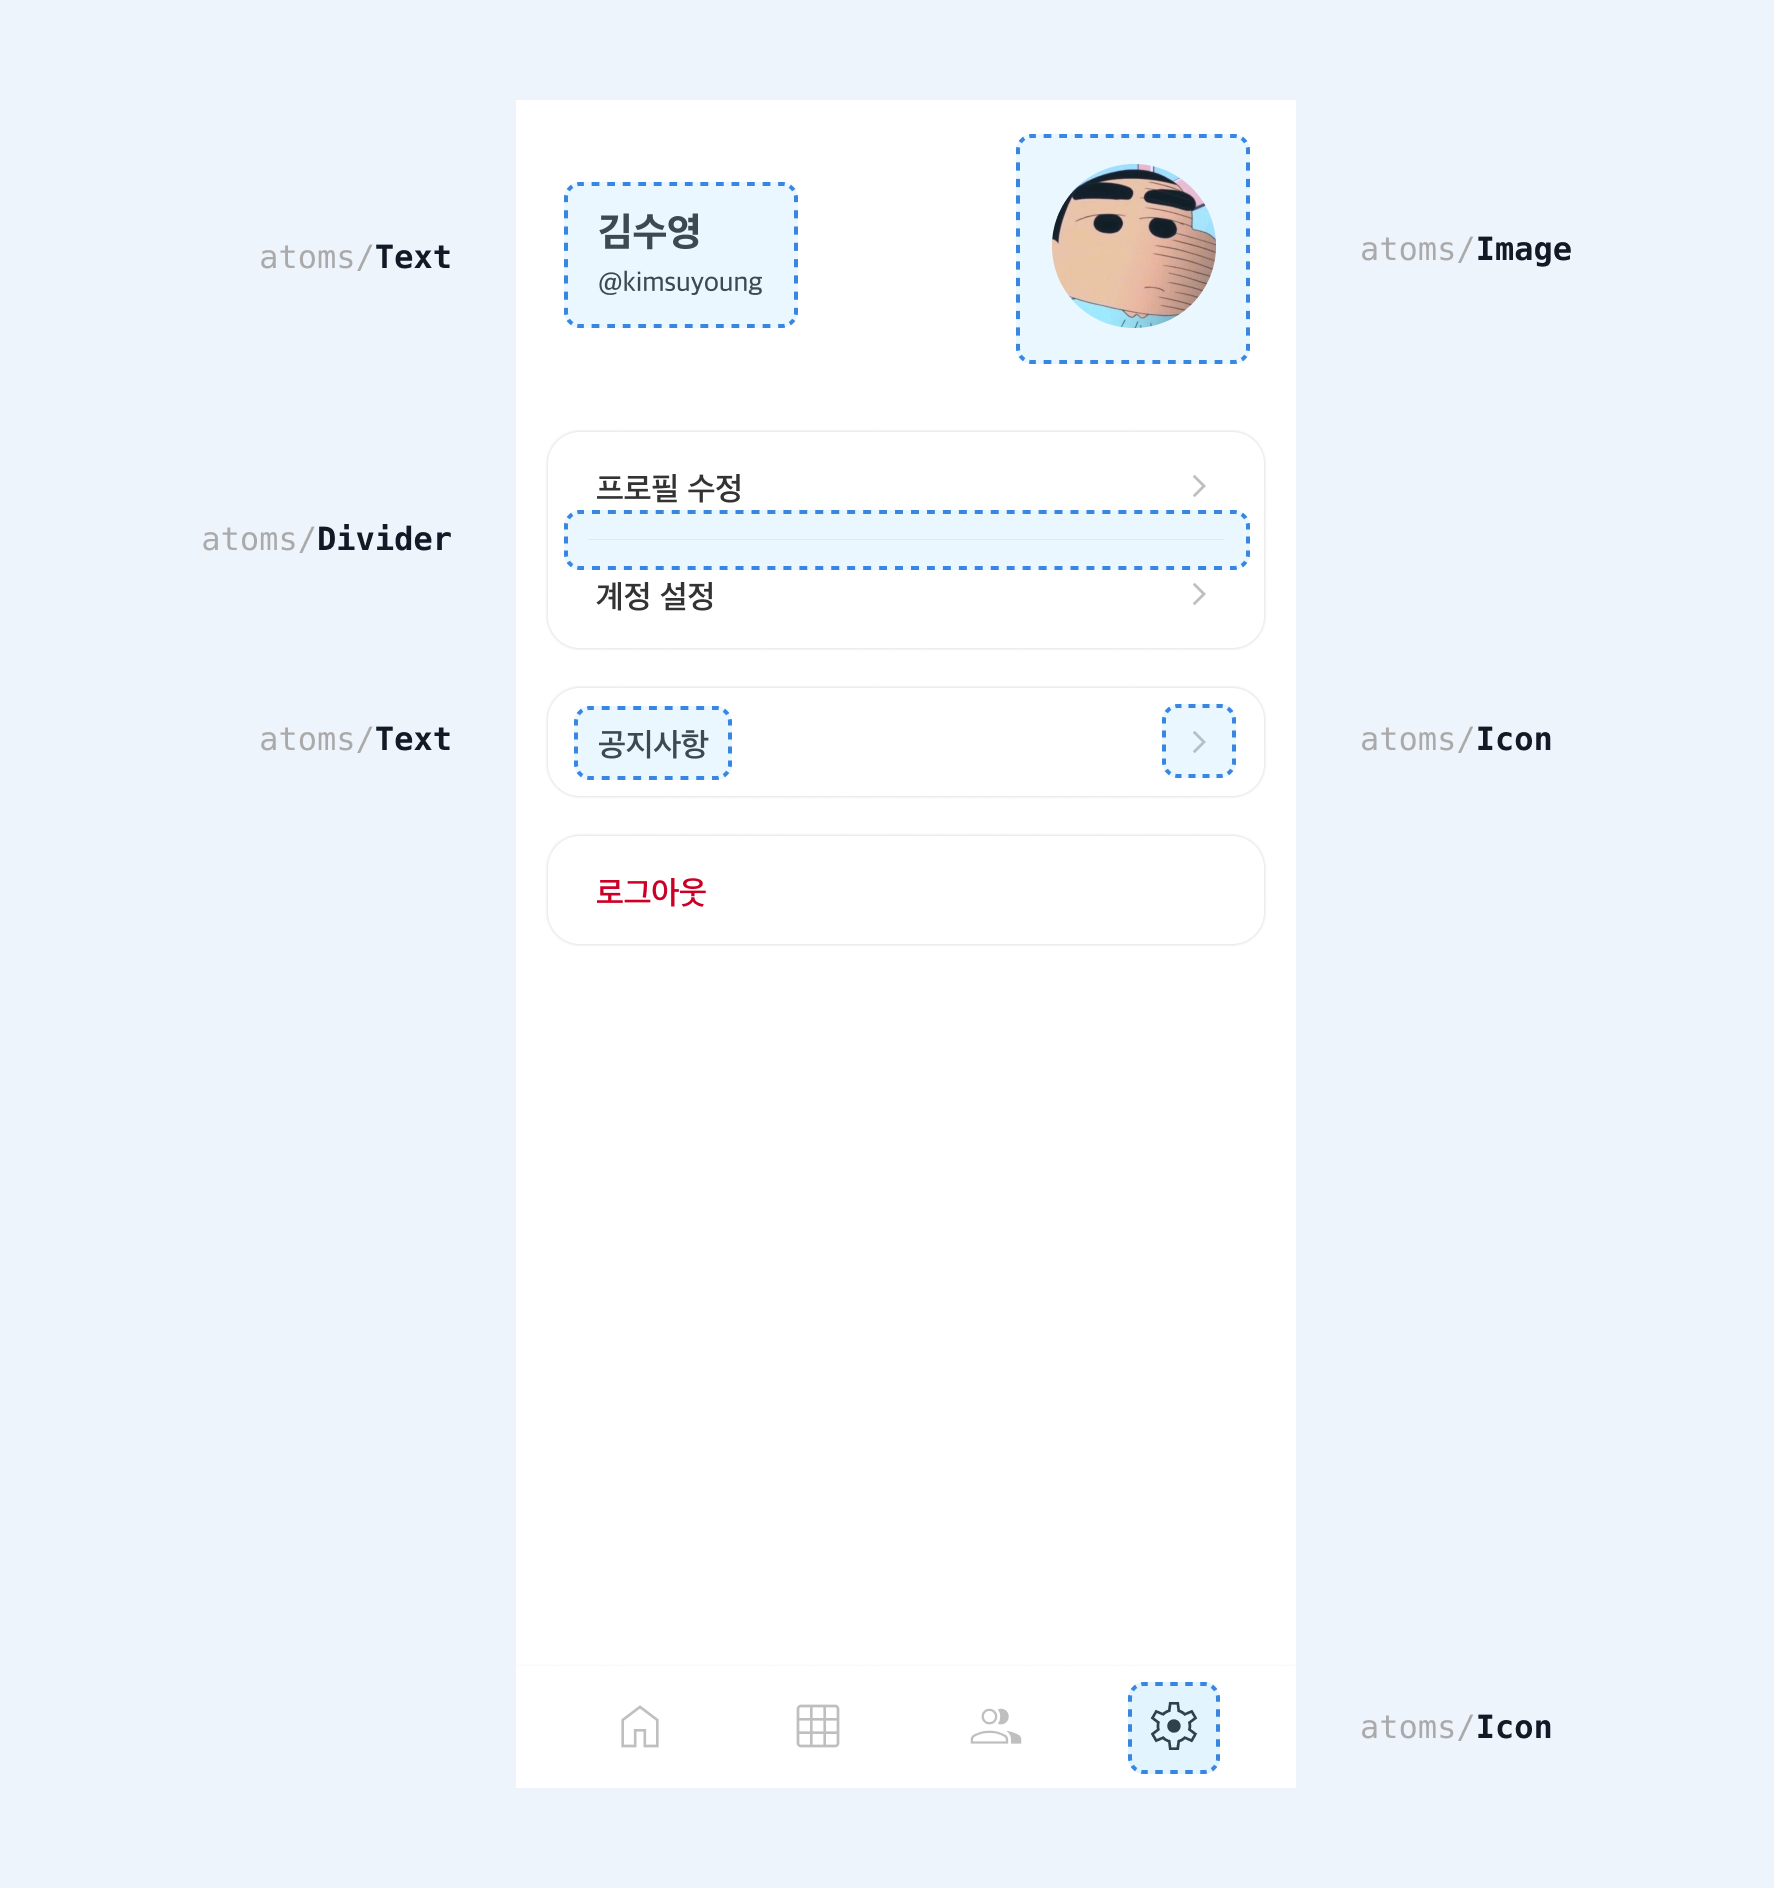 김수영
@kimsuyoung
atoms/Text
atoms/Image
프로필 수정
atoms/Divider
계정 설정
atoms/Text
공지사항
atoms/Icon
로그아웃
atoms/Icon